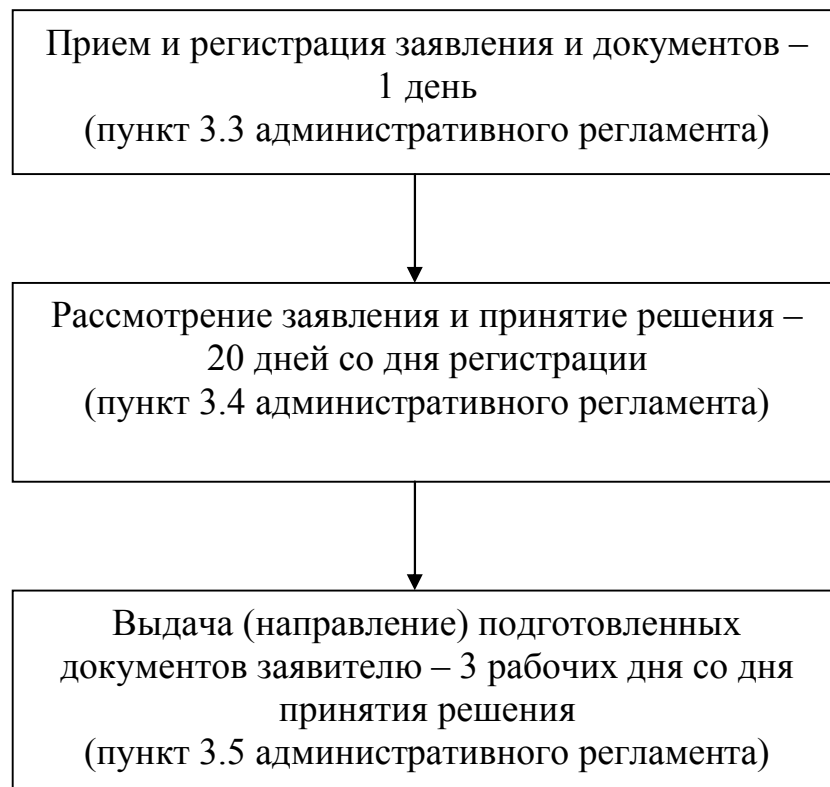 Прием и регистрация заявления и документов –
1 день
(пункт 3.3 административного регламента)
Рассмотрение заявления и принятие решения –
20 дней со дня регистрации
(пункт 3.4 административного регламента)
Выдача (направление) подготовленных
документов заявителю – 3 рабочих дня со дня
принятия решения
(пункт 3.5 административного регламента)